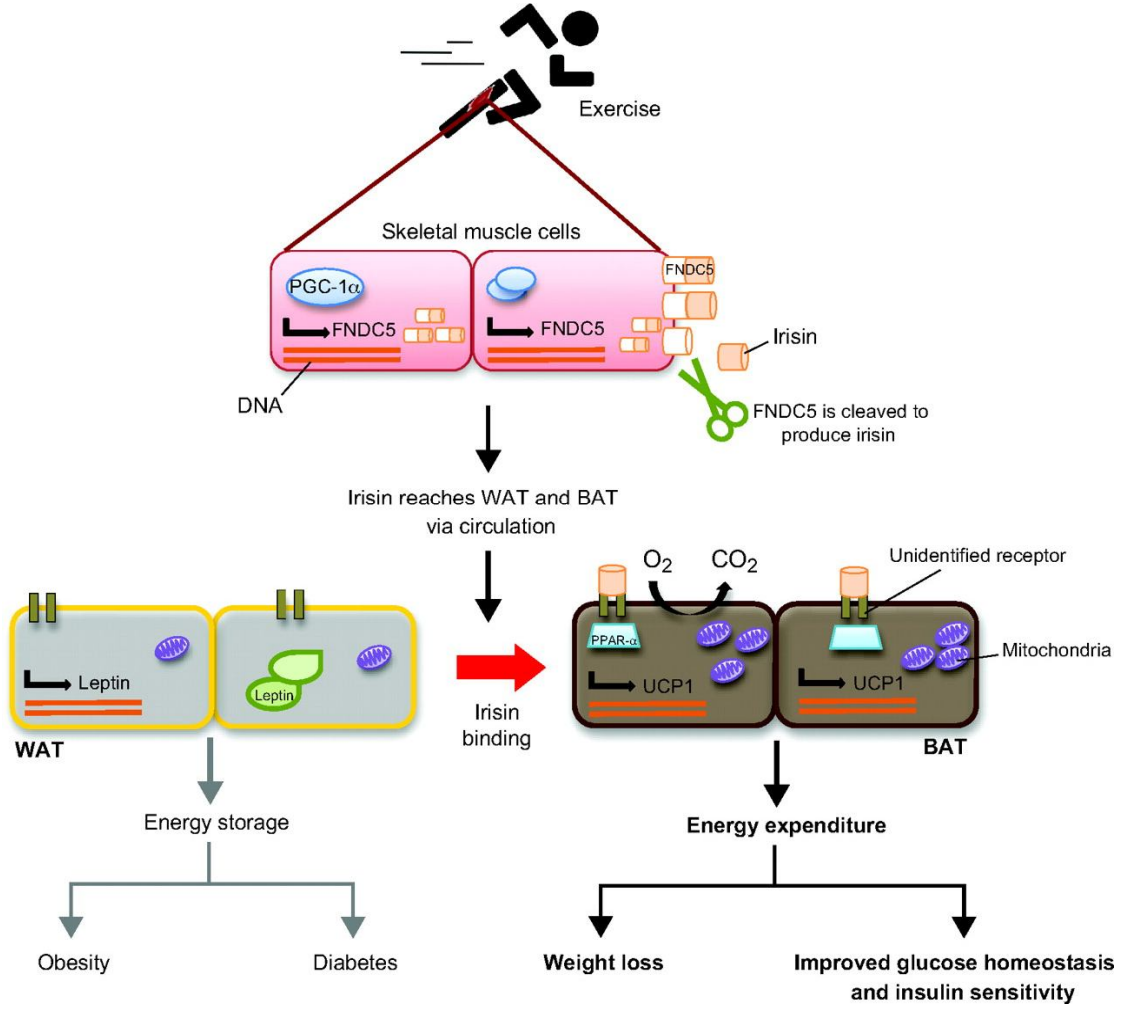 Exercise
Skeletal muscle cells
PGC-1α
FNDC5
FNDC5
FNDC5
Irisin
DNA
FNDC5 is cleaved to
produce irisin
Irisin reaches WAT and BAT
via circulation
O2
CO2
Unidentified receptor
PPAR-α
Mitochondria
Leptin
Leptin
UCP1
UCP1
Irisin
binding
WAT
BAT
Energy storage
Energy expenditure
Obesity
Diabetes
Weight loss
Improved glucose homeostasis
and insulin sensitivity